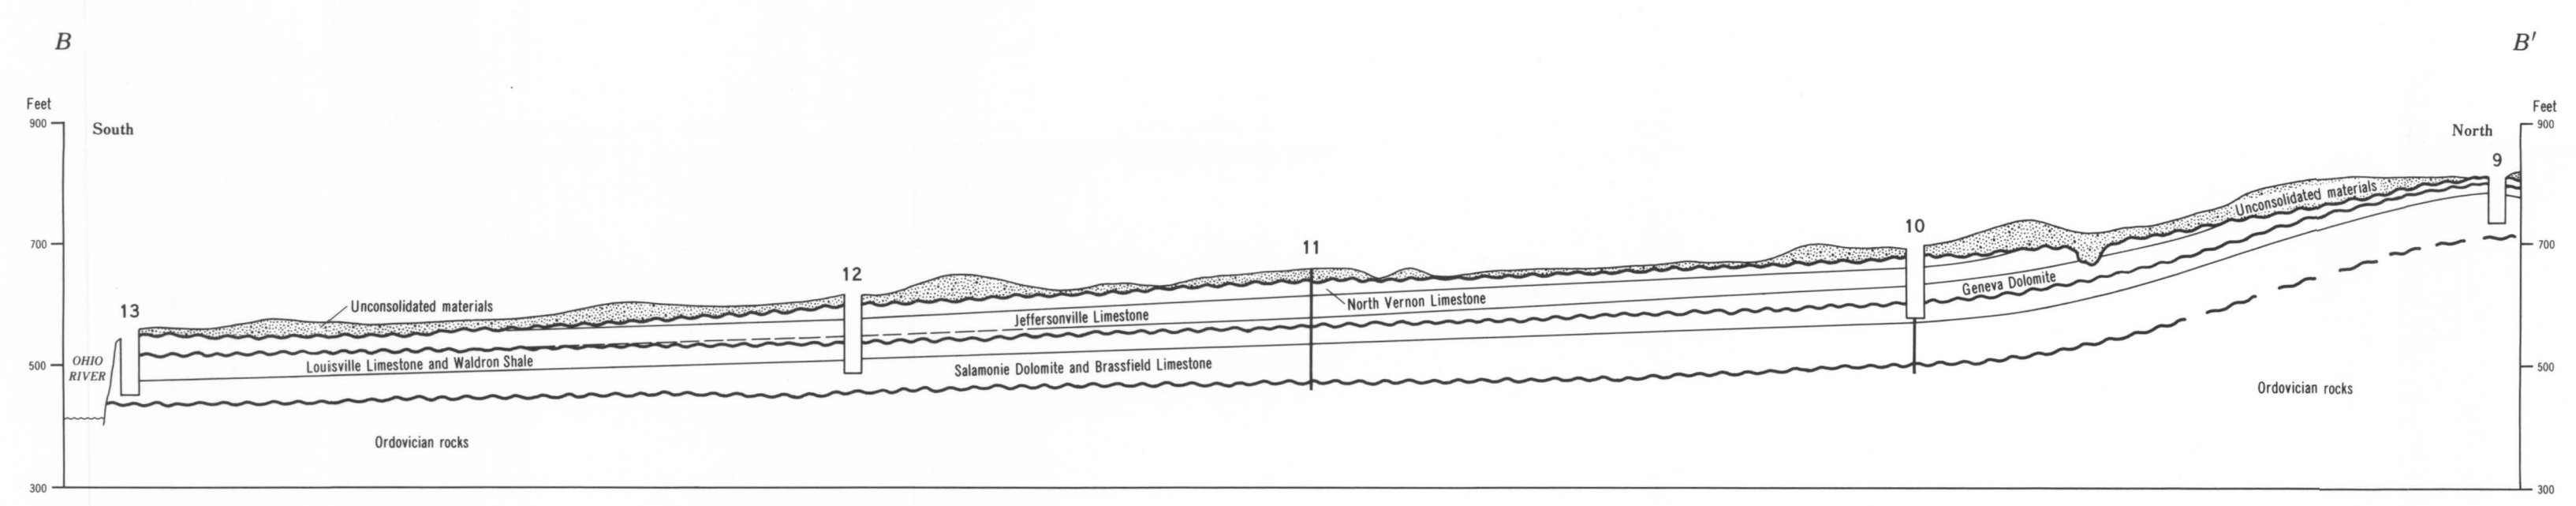 B
B'
Feet
Feet
900
South
North
900
9
10
11
12
13
700
700
500
500
300
300
Unconsolidated materials
Unconsolidated materials
North Vernon Limestone
Jeffersonville Limestone
Geneva Dolomite
OHIO
RIVER
Louisville Limestone and Waldron Shale
Salamonie Dolomite and Brassfield Limestone
Ordovician rocks
Ordovician rocks